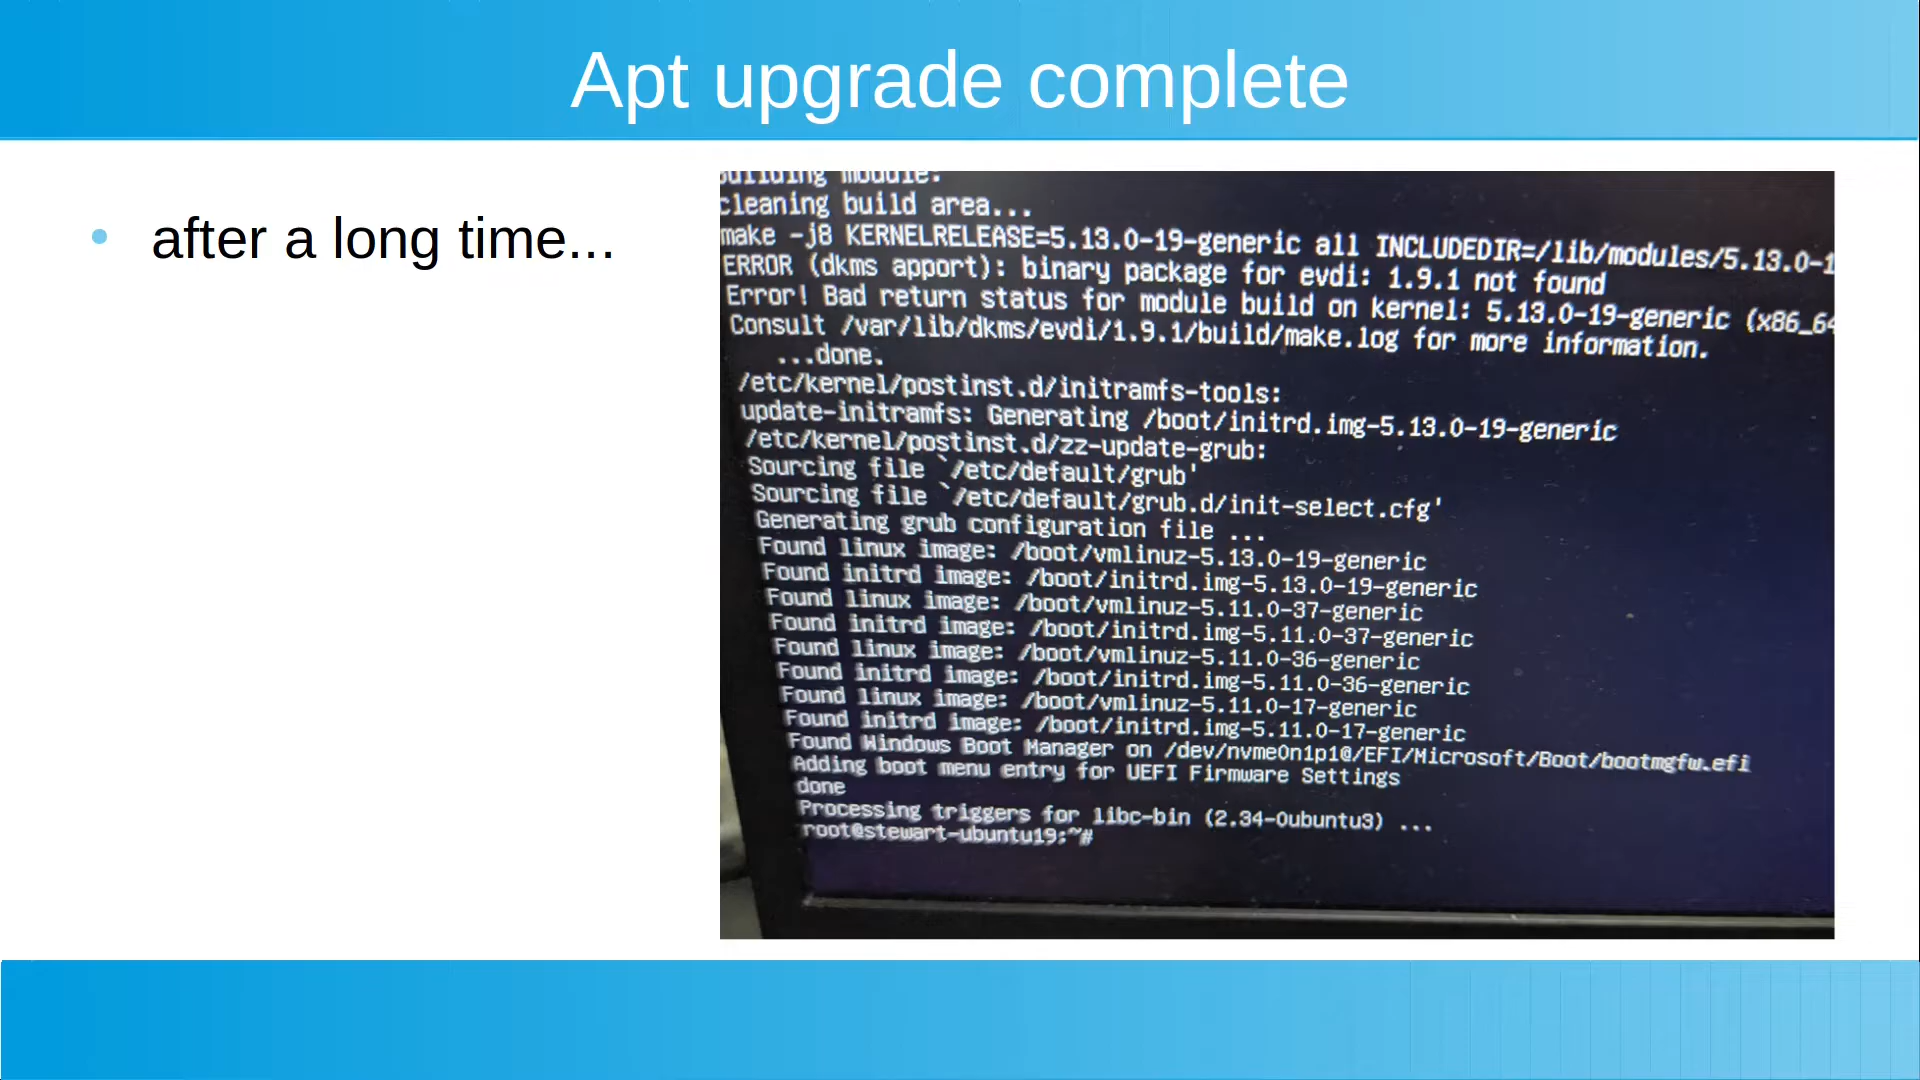 Apt upgrade complete
after a long time...
building module:
cleaning build area...
make -j8 KERNELRELEASE=5.13.0-19-generic all INCLUDEDIR=/lib/modules/5.13.0-1
ERROR (dkms apport): binary package for evdi: 1.9.1 not found
Error! Bad return status for module build on kernel: 5.13.0-19-generic (x86_64
Consult /var/lib/dkms/evdi/1.9.1/build/make.log for more information.
...done.
/etc/kernel/postinst.d/initramfs-tools:
update-initramfs: Generating /boot/initrd.img-5.13.0-19-generic
/etc/kernel/postinst.d/zz-update-grub:
Sourcing file `/etc/default/grub'
Sourcing file `/etc/default/grub.d/init-select.cfg'
Generating grub configuration file ...
Found linux image: /boot/vmlinuz-5.13.0-19-generic
Found initrd image: /boot/initrd.img-5.13.0-19-generic
Found linux image: /boot/vmlinuz-5.11.0-37-generic
Found initrd image: /boot/initrd.img-5.11.0-37-generic
Found linux image: /boot/vmlinuz-5.11.0-36-generic
Found initrd image: /boot/initrd.img-5.11.0-36-generic
Found linux image: /boot/vmlinuz-5.11.0-17-generic
Found initrd image: /boot/initrd.img-5.11.0-17-generic
Found Windows Boot Manager on /dev/nvme0n1p1@/EFI/Microsoft/Boot/bootmgfw.efi
Adding boot menu entry for UEFI Firmware Settings
done
Processing triggers for libc-bin (2.34-0ubuntu3) ...
root@stewart-ubuntu19:~#